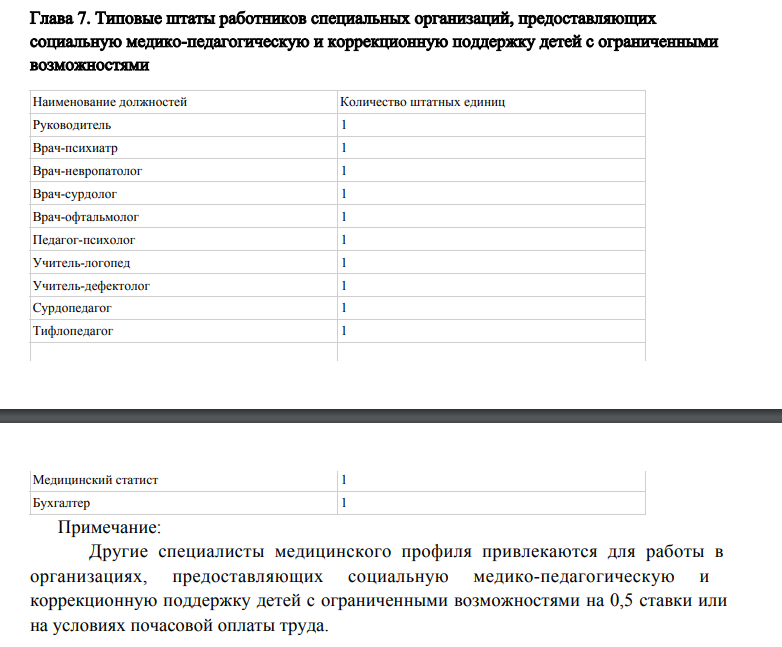 Глава 7. Типовые штаты работников специальных организаций, предоставляющих
социальную медико-педагогическую и коррекционную поддержку детей с ограниченными
возможностями
Наименование должностей Количество штатных единиц
Руководитель 1
Врач-психиатр 1
Врач-невропатолог 1
Врач-сурдолог 1
Врач-офтальмолог 1
Педагог-психолог 1
Учитель-логопед 1
Учитель-дефектолог 1
Сурдопедагог 1
Тифлопедагог 1
Медицинский статист 1
Бухгалтер 1
Примечание:
Другие специалисты медицинского профиля привлекаются для работы в
организациях, предоставляющих социальную медико-педагогическую и
коррекционную поддержку детей с ограниченными возможностями на 0,5 ставки или
на условиях почасовой оплаты труда.